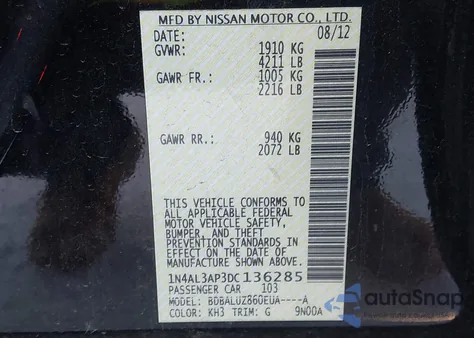 MFD BY NISSAN MOTOR CO., LTD.
DATE: 08/12
GVWR: 1910 KG
4211 LB
GAWR FR.: 1005 KG
2216 LB
GAWR RR.: 940 KG
2072 LB
THIS VEHICLE CONFORMS TO
ALL APPLICABLE FEDERAL
MOTOR VEHICLE SAFETY,
BUMPER, AND THEFT
PREVENTION STANDARDS IN
EFFECT ON THE DATE OF
MANUFACTURE SHOWN ABOVE.
1N4AL3AP3DC136285
PASSENGER CAR 103
MODEL: BDBALUZ860EUA----A
COLOR: KH3 TRIM: G 9N00A
autoSnap